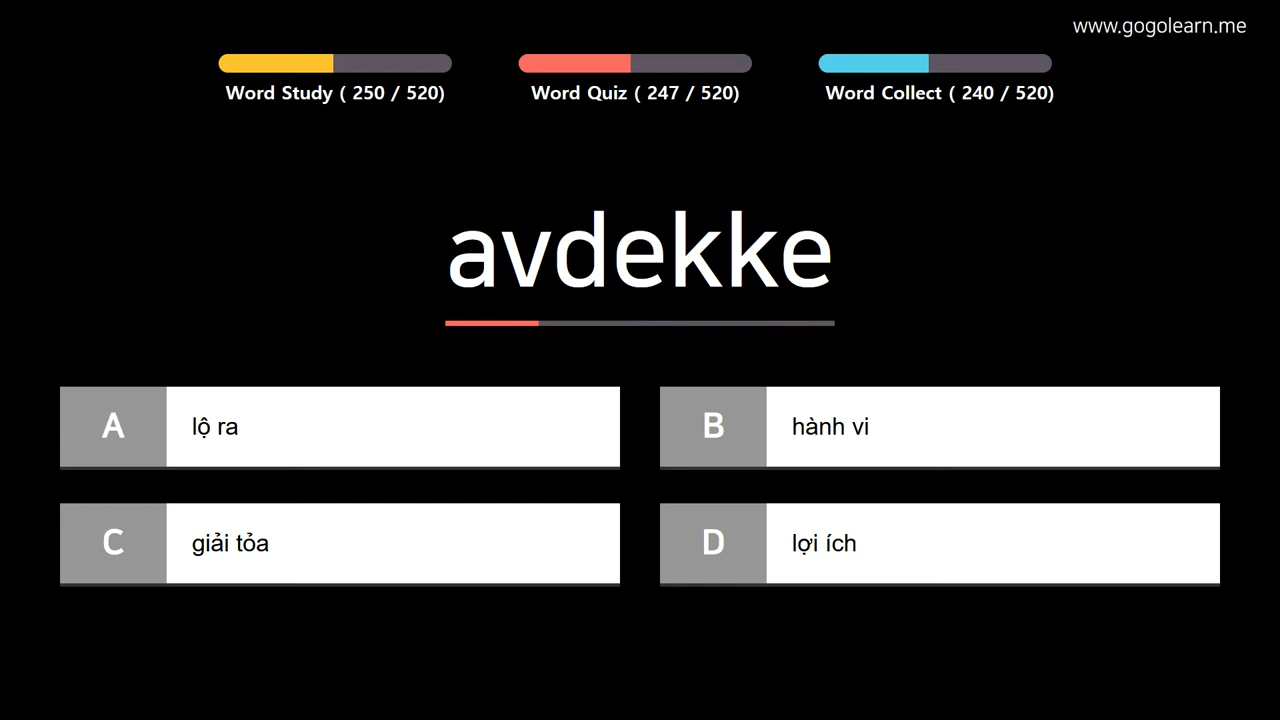 www.gogolearn.me
Word Study ( 250 / 520)
Word Quiz ( 247 / 520)
Word Collect ( 240 / 520)
avdekke
A lộ ra
B hành vi
C giải tỏa
D lợi ích